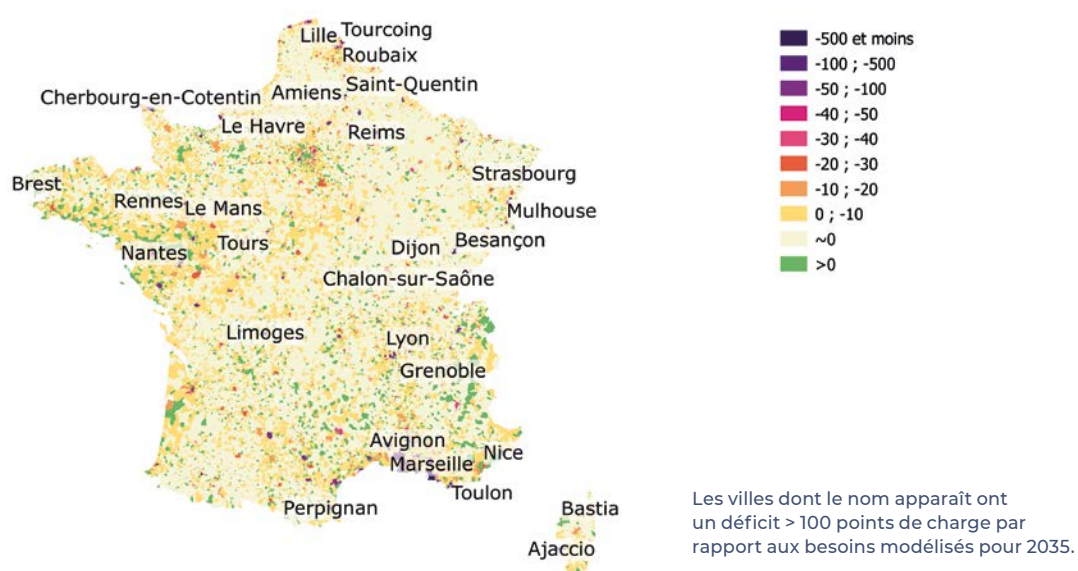 Lille Tourcoing
Roubaix
Cherbourg-en-Cotentin
Amiens
Saint-Quentin
Le Havre
Reims
Strasbourg
Brest
Rennes
Le Mans
Mulhouse
Nantes
Tours
Dijon
Besançon
Chalon-sur-Saône
Limoges
Lyon
Grenoble
Avignon
Nice
Marseille
Toulon
Perpignan
Bastia
Ajaccio
-500 et moins
-100 ; -500
-50 ; -100
-40 ; -50
-30 ; -40
-20 ; -30
-10 ; -20
0 ; -10
~0
>0
Les villes dont le nom apparaît ont
un déficit > 100 points de charge par
rapport aux besoins modélisés pour 2035.